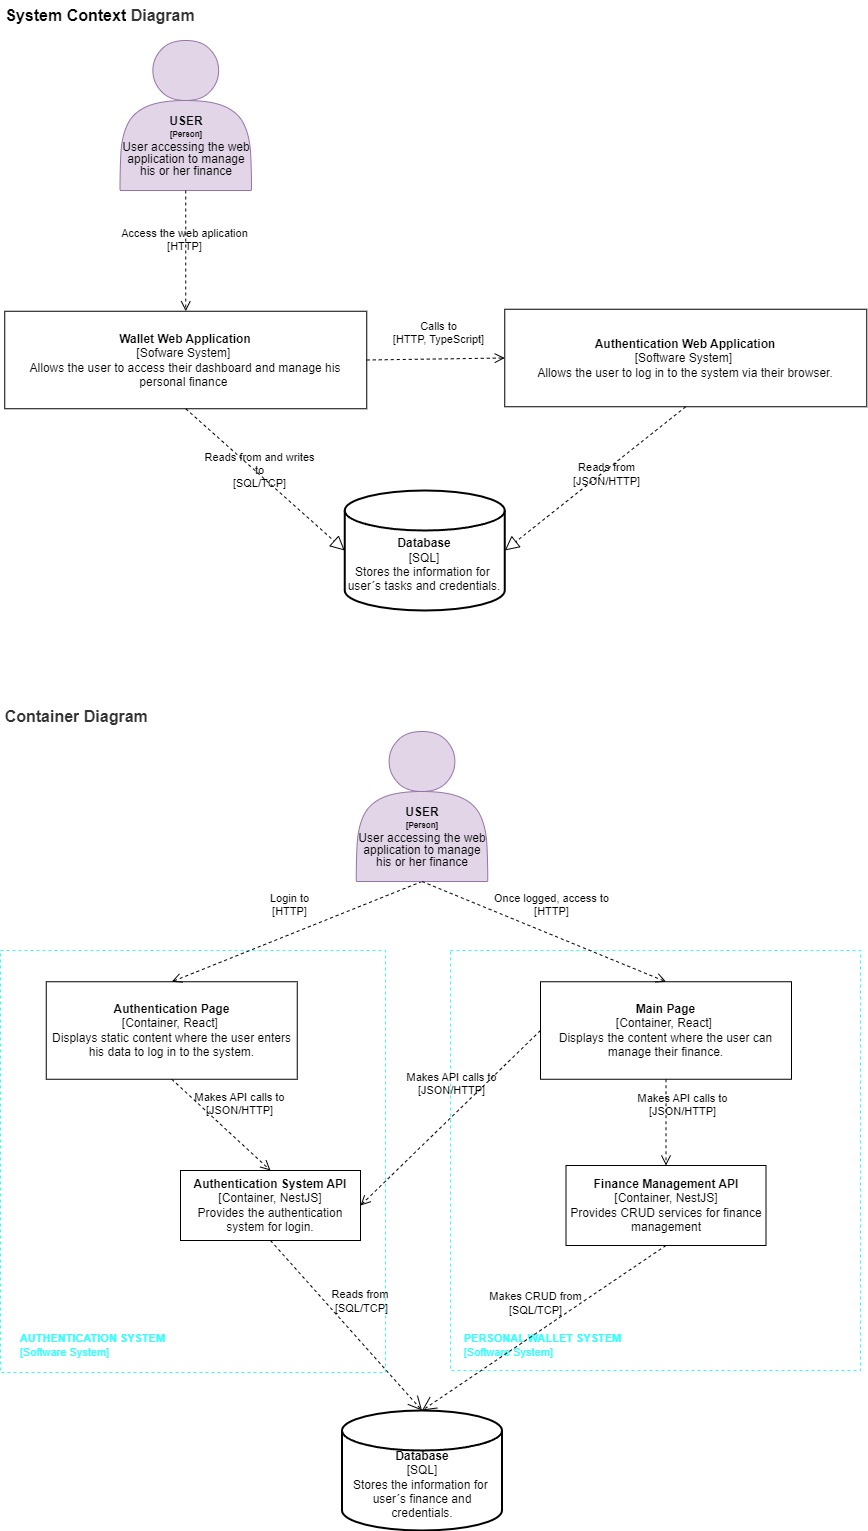 System Context Diagram
USER
[Person]
User accessing the web
application to manage
his or her finance
Access the web aplication
[HTTP]
Wallet Web Application
[Sofware System]
Allows the user to access their dashboard and manage his
personal finance
Calls to
[HTTP, TypeScript]
Authentication Web Application
[Software System]
Allows the user to log in to the system via their browser.
Reads from and writes
to
[SQL/TCP]
Reads from
[JSON/HTTP]
Database
[SQL]
Stores the information for
user´s tasks and credentials.
Container Diagram
USER
[Person]
User accessing the web
application to manage
his or her finance
Login to
[HTTP]
Once logged, access to
[HTTP]
Authentication Page
[Container, React]
Displays static content where the user enters
his data to log in to the system.
Main Page
[Container, React]
Displays the content where the user can
manage their finance.
Makes API calls to
[JSON/HTTP]
Makes API calls to
[JSON/HTTP]
Makes API calls to
[JSON/HTTP]
Authentication System API
[Container, NestJS]
Provides the authentication
system for login.
Finance Management API
[Container, NestJS]
Provides CRUD services for finance
management
Reads from
[SQL/TCP]
Makes CRUD from
[SQL/TCP]
AUTHENTICATION SYSTEM
[Software System]
PERSONAL WALLET SYSTEM
[Software System]
Database
[SQL]
Stores the information for
user´s finance and
credentials.